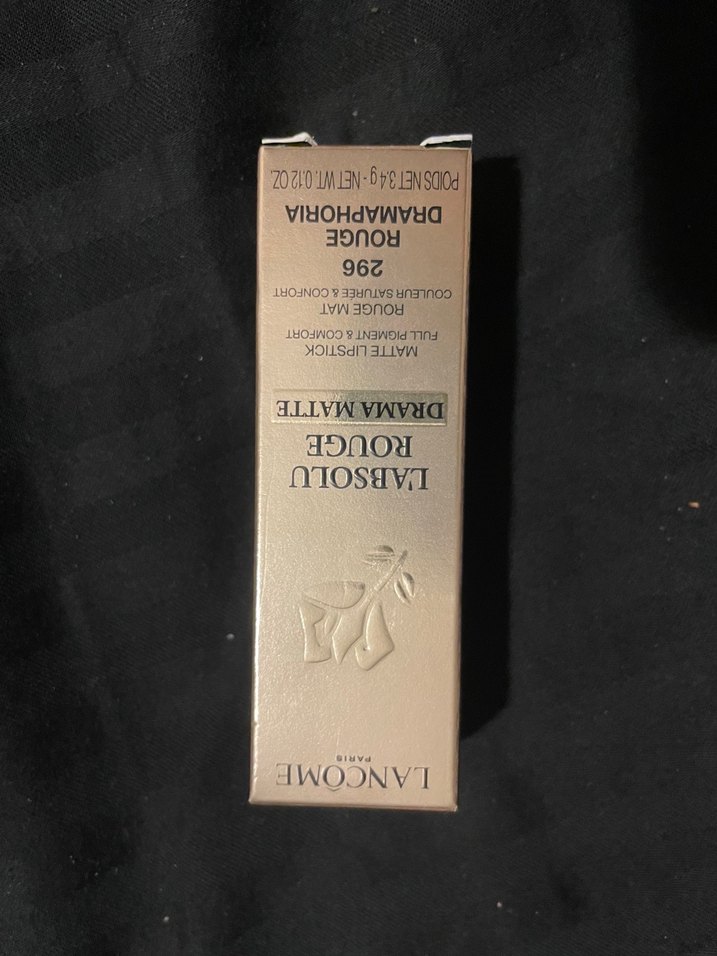 LANCÔME
PARIS
L'ABSOLU
ROUGE
DRAMA MATTE
MATTE LIPSTICK
FULL PIGMENT & COMFORT
ROUGE MAT
COULEUR SATURÉE & CONFORT
296
ROUGE
DRAMAPHORIA
POIDS NET 3.4 g - NET WT. 0.12 OZ.